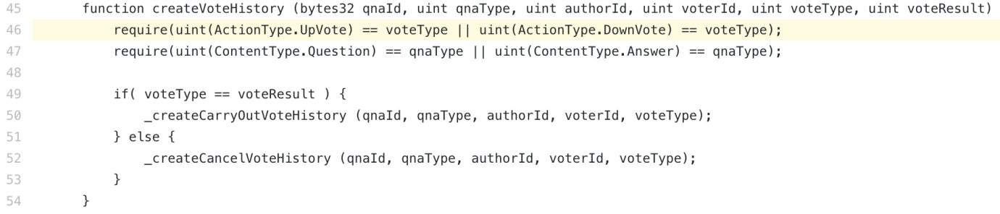 45 function createVoteHistory (bytes32 qnaId, uint qnaType, uint authorId, uint voterId, uint voteType, uint voteResult)
46 require(uint(ActionType.UpVote) == voteType || uint(ActionType.DownVote) == voteType);
47 require(uint(ContentType.Question) == qnaType || uint(ContentType.Answer) == qnaType);
48
49 if( voteType == voteResult ) {
50 _createCarryOutVoteHistory (qnaId, qnaType, authorId, voterId, voteType);
51 } else {
52 _createCancelVoteHistory (qnaId, qnaType, authorId, voterId, voteType);
53 }
54 }